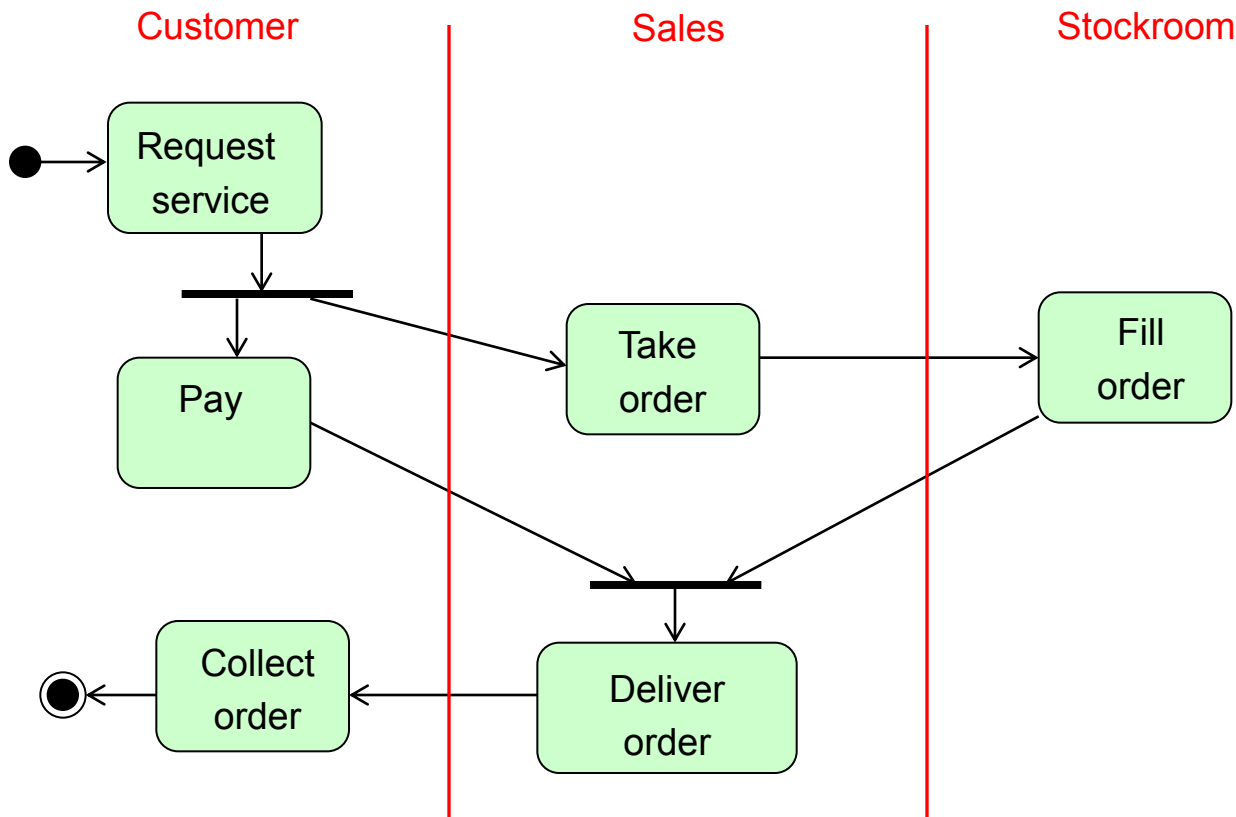 Customer
Sales
Stockroom
Request
service
Take
order
Fill
order
Pay
Collect
order
Deliver
order